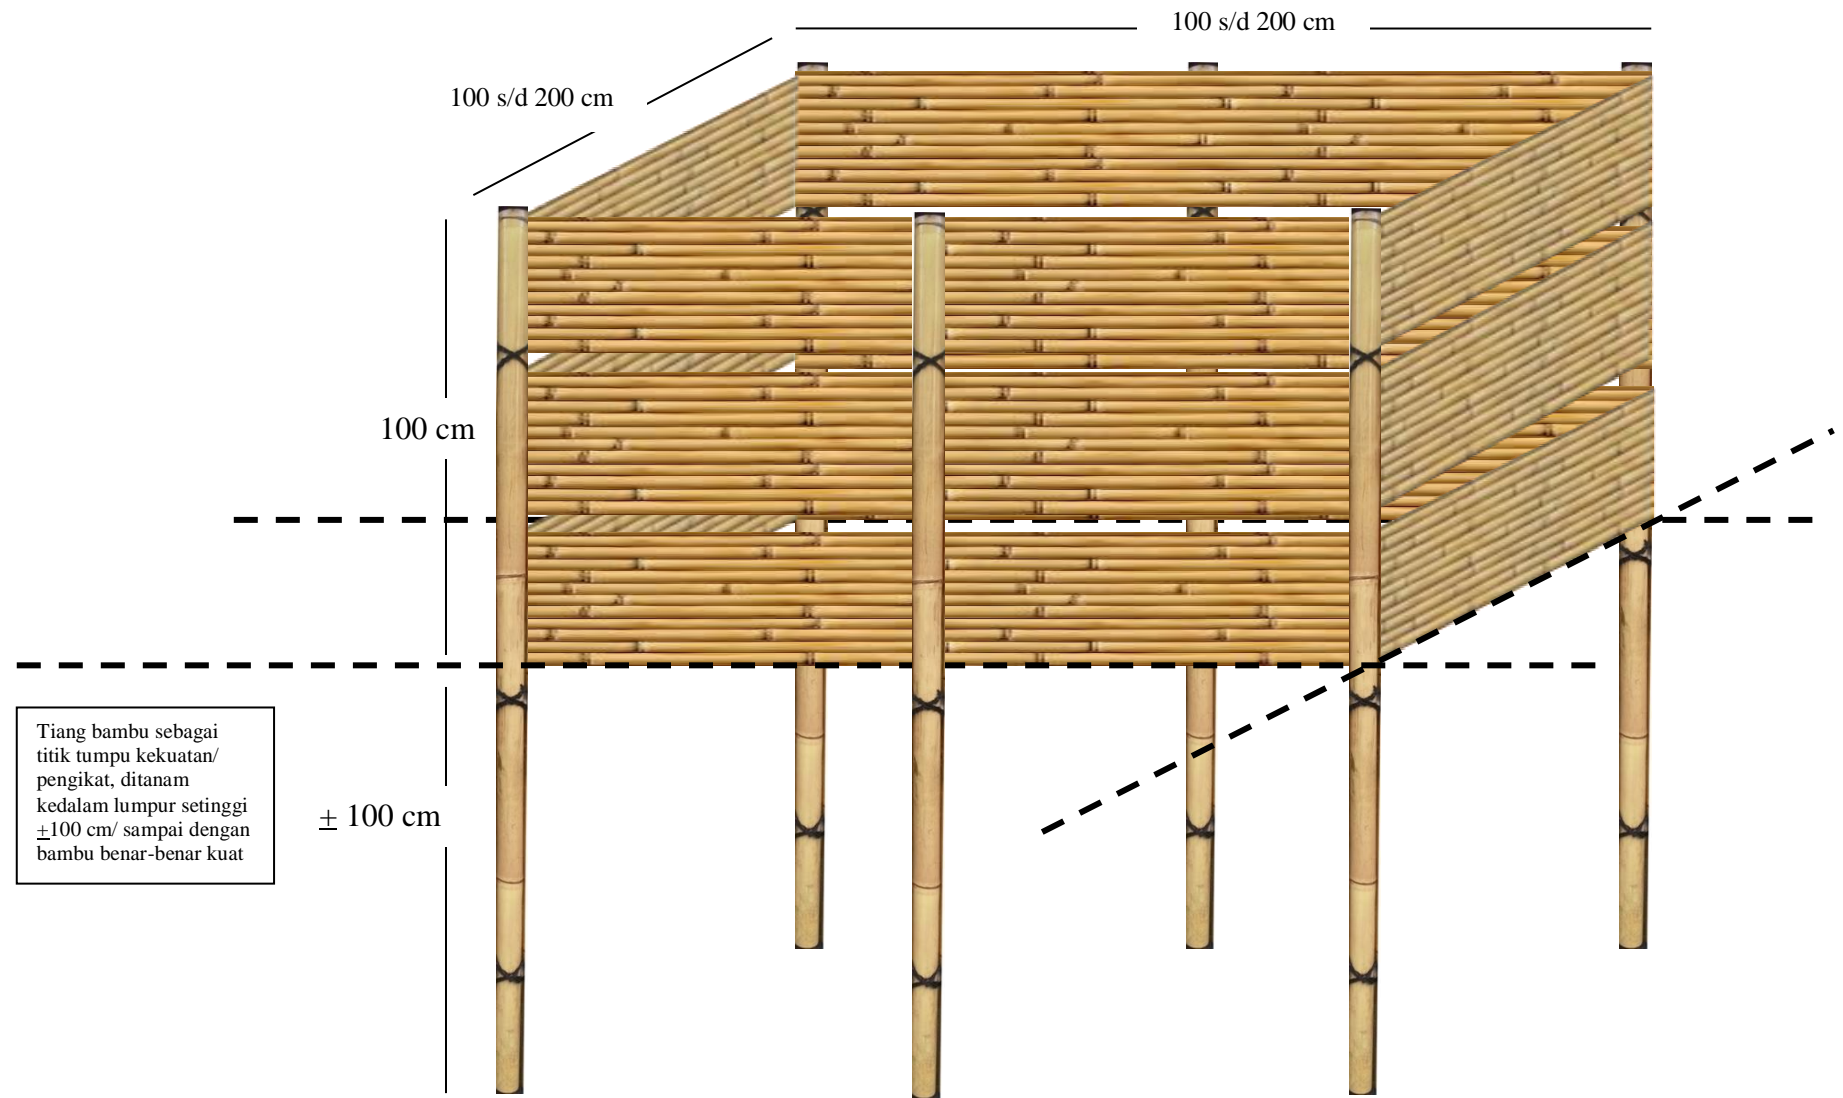 100 s/d 200 cm
100 s/d 200 cm
100 cm
Tiang bambu sebagai
titik tumpu kekuatan/
pengikat, ditanam
kedalam lumpur setinggi
±100 cm/ sampai dengan
bambu benar-benar kuat
± 100 cm